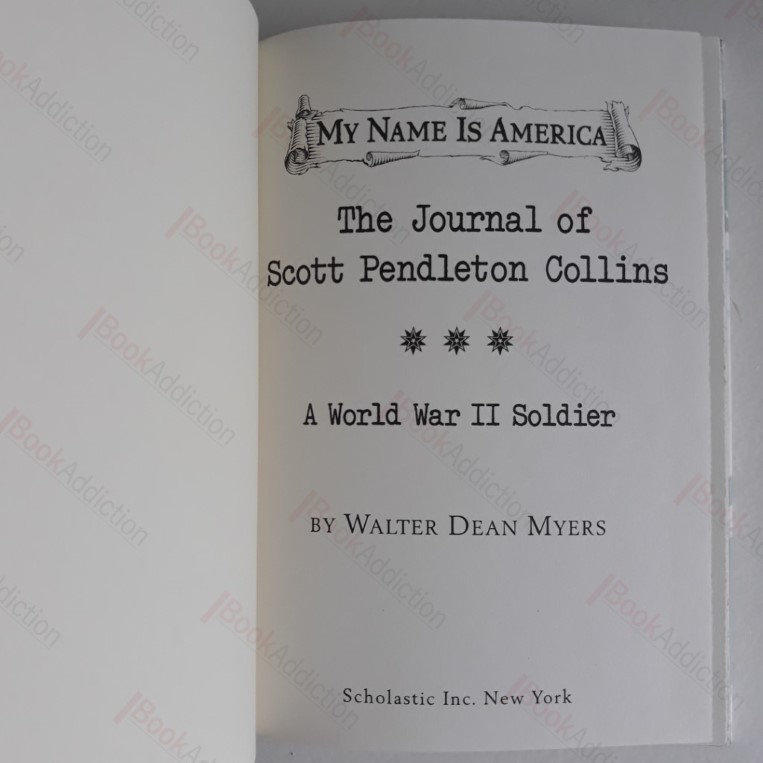 MY NAME IS AMERICA
The Journal of
Scott Pendleton Collins
A World War II Soldier
BY WALTER DEAN MYERS
Scholastic Inc. New York
BookAddiction